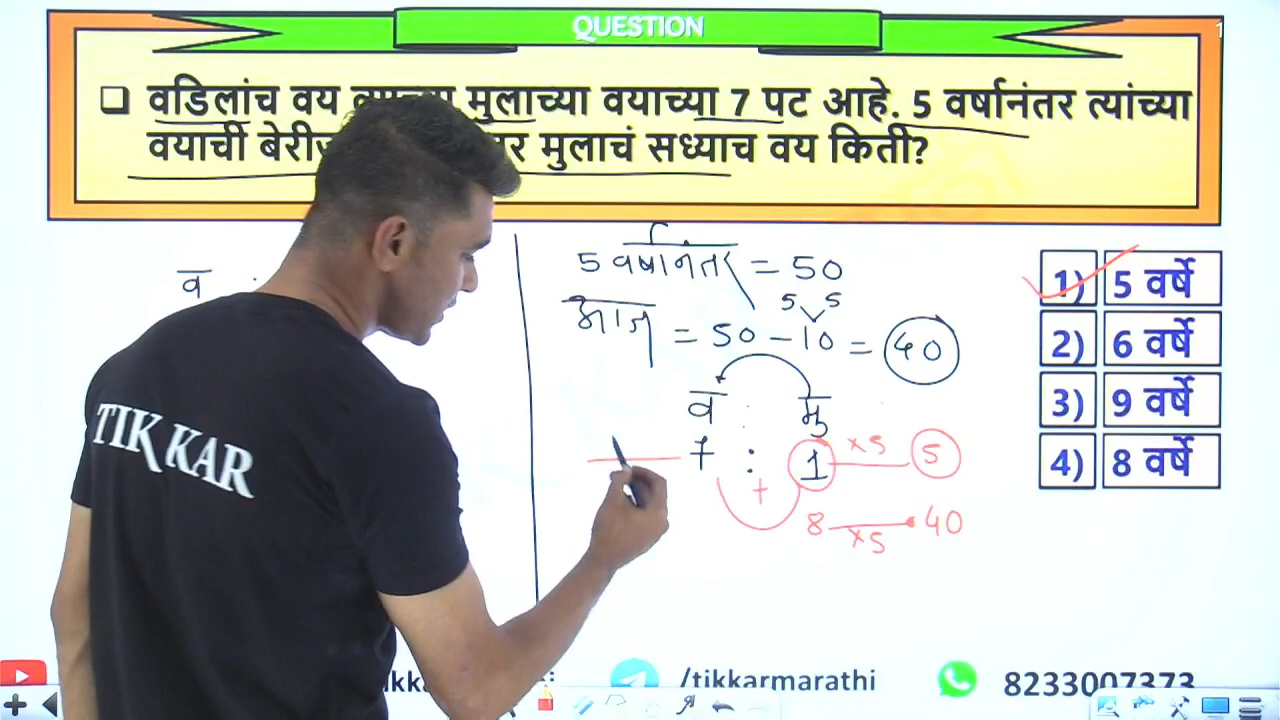 QUESTION
1
❑ वडिलांच वय मुलाच्या वयाच्या 7 पट आहे. 5 वर्षानंतर त्यांच्या
वयाची मुलाचं सध्याच वय किती?
व
5 वर्षानंतर = 50
5 5
आज = 50 - 10 = 40
व : मु
7 : 1 ×5 5
+
8 ×5 40
1) 5 वर्षे
2) 6 वर्षे
3) 9 वर्षे
4) 8 वर्षे
TIKKAR
/tikkarmarathi
8233007373